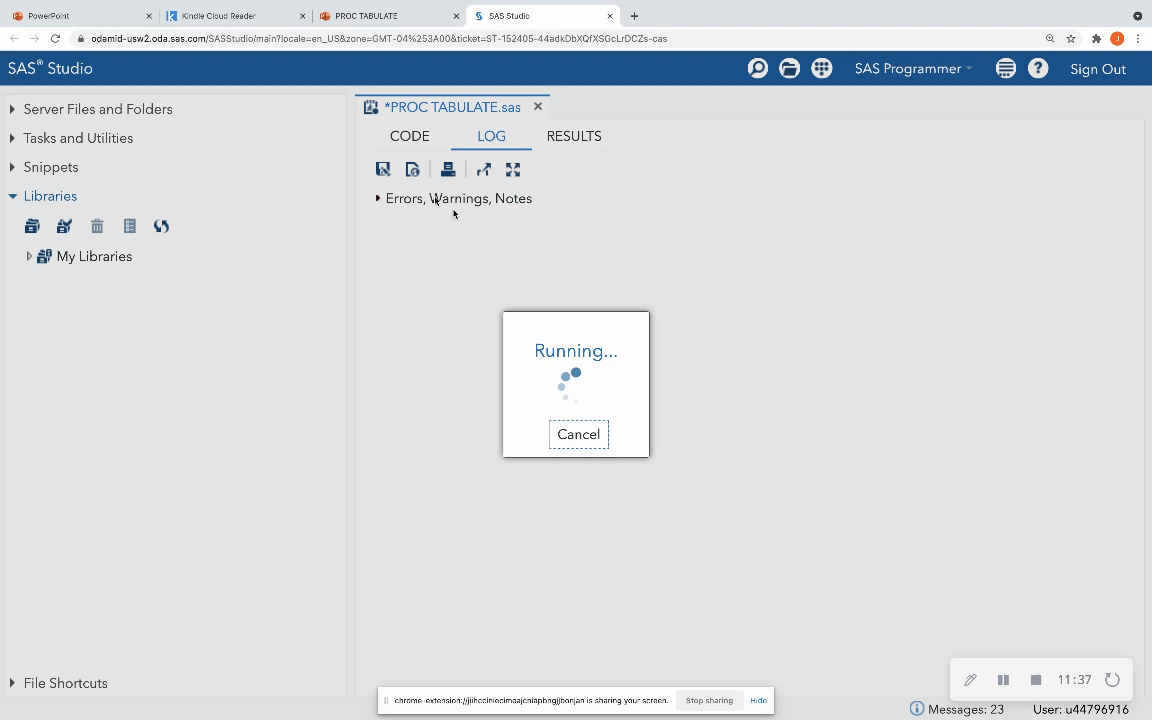 PowerPoint
Kindle Cloud Reader
PROC TABULATE
SAS Studio
odamid-usw2.oda.sas.com/SASStudio/main?locale=en_US&zone=GMT-04%253A00&ticket=ST-152405-44adkDbXQfXSGcLrDCZs-cas
J
SAS® Studio
SAS Programmer
?
Sign Out
Server Files and Folders
Tasks and Utilities
Snippets
Libraries
My Libraries
File Shortcuts
*PROC TABULATE.sas
CODE LOG RESULTS
Errors, Warnings, Notes
Running...
Cancel
11:37
chrome-extension://jiihcciniecimeajcniapbngjjbonjan is sharing your screen.
Stop sharing
Hide
Messages: 23
User: u44796916